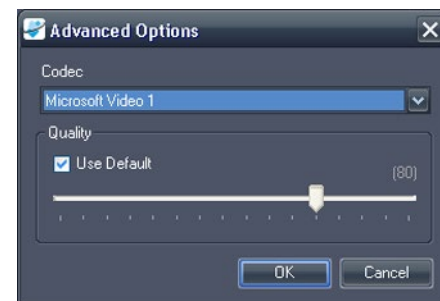 Advanced Options
Codec
Microsoft Video 1
Quality
Use Default
(80)
OK
Cancel